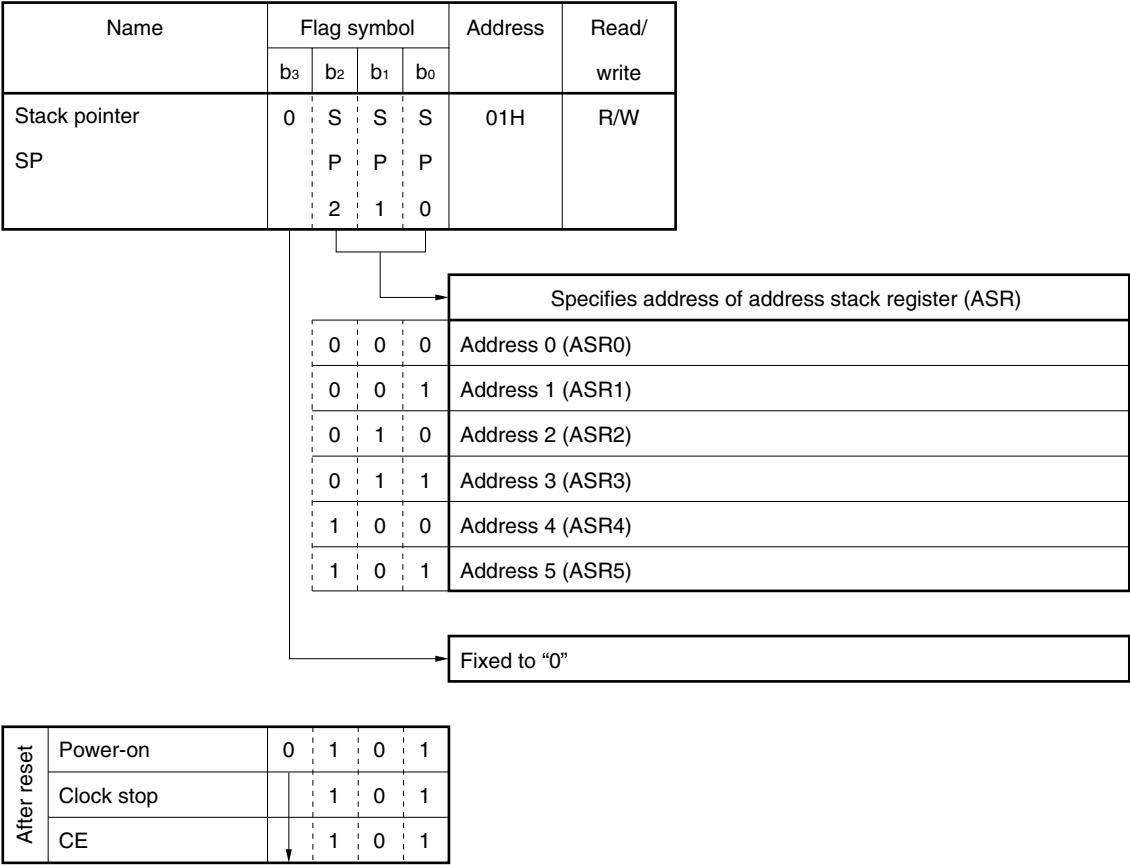 Name Flag symbol Address Read/
b3 b2 b1 b0 write
Stack pointer 0 S S S 01H R/W
SP P P P
2 1 0
Specifies address of address stack register (ASR)
0 0 0 Address 0 (ASR0)
0 0 1 Address 1 (ASR1)
0 1 0 Address 2 (ASR2)
0 1 1 Address 3 (ASR3)
1 0 0 Address 4 (ASR4)
1 0 1 Address 5 (ASR5)
Fixed to “0”
After reset
Power-on 0 1 0 1
Clock stop 1 0 1
CE 1 0 1